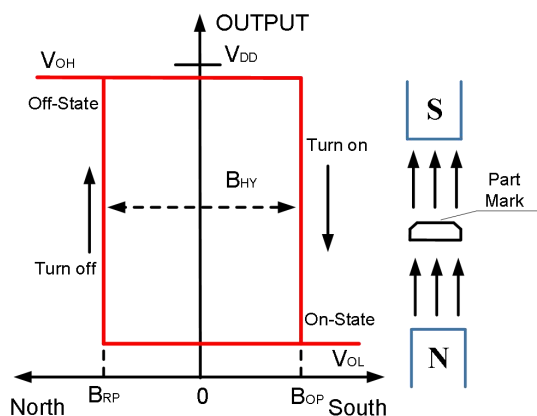 OUTPUT
VOH
VDD
Off-State
S
Turn on
BHY
Part
Mark
Turn off
On-State
VOL
N
BRP
0
BOP
North
South